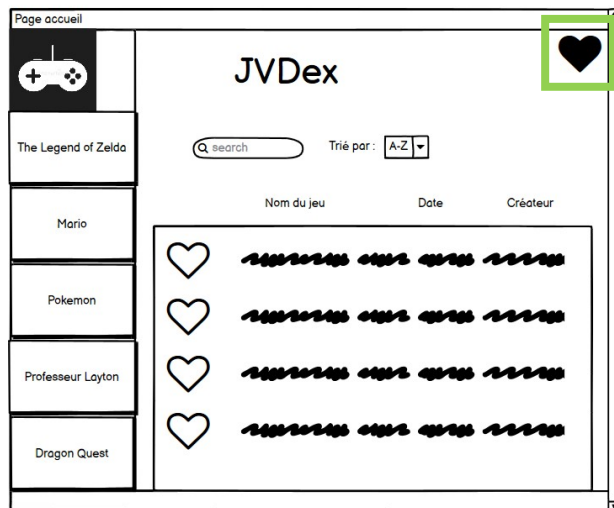 Page accueil
JVDex
The Legend of Zelda
search
Trié par :
A-Z
Nom du jeu
Date
Créateur
Mario
Pokemon
Professeur Layton
Dragon Quest